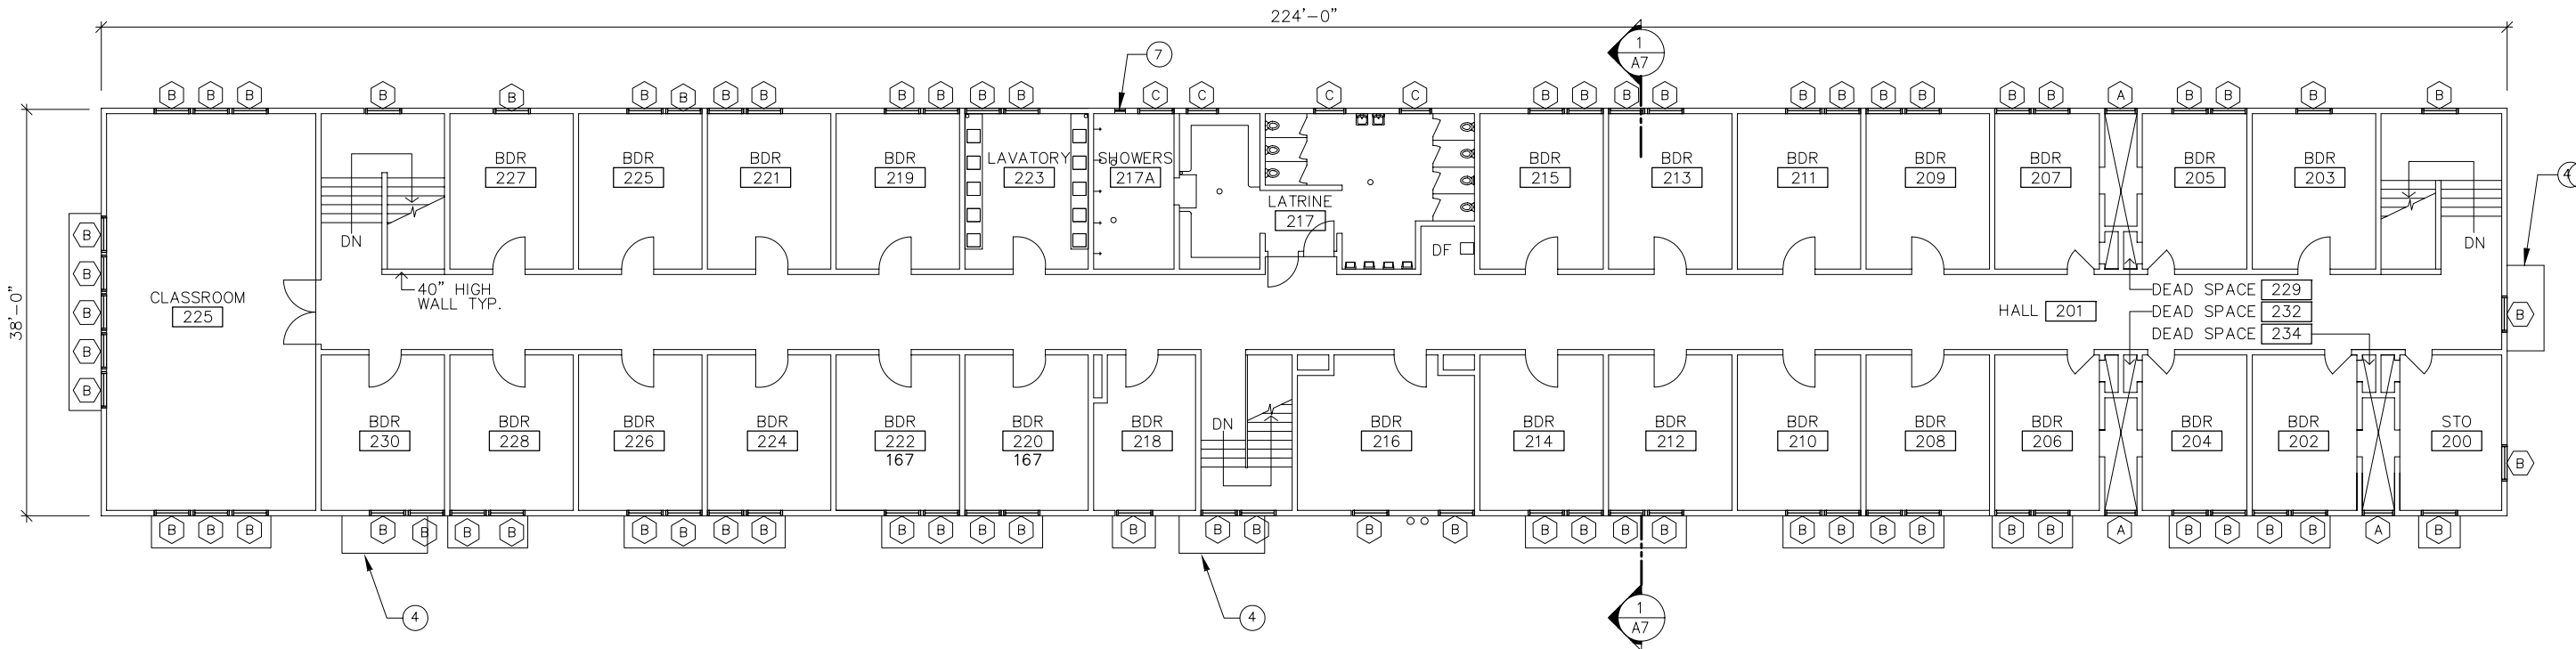 224'-0"
1
A7
7
B B B B B B B B B B B B B C C C C B B B B B B B B B B A B B B B
BDR
227
BDR
225
BDR
221
BDR
219
LAVATORY
223
SHOWERS
217A
BDR
215
BDR
213
BDR
211
BDR
209
BDR
207
BDR
205
BDR
203
4
LATRINE
217
DN
DF
DN
B
B
B
B
B
38'-0"
CLASSROOM
225
40" HIGH
WALL TYP.
HALL 201
DEAD SPACE 229
DEAD SPACE 232
DEAD SPACE 234
B
DN
BDR
230
BDR
228
BDR
226
BDR
224
BDR
222
167
BDR
220
167
BDR
218
BDR
216
BDR
214
BDR
212
BDR
210
BDR
208
BDR
206
BDR
204
BDR
202
STO
200
B
B B B B B B B B B B B B B B B B B B B B B B B B B B B B B A B B B B A B
4
4
1
A7